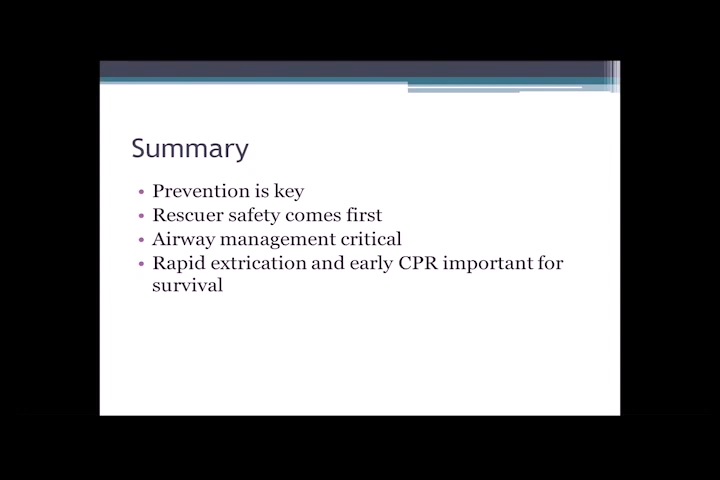 Summary
• Prevention is key
• Rescuer safety comes first
• Airway management critical
• Rapid extrication and early CPR important for
survival